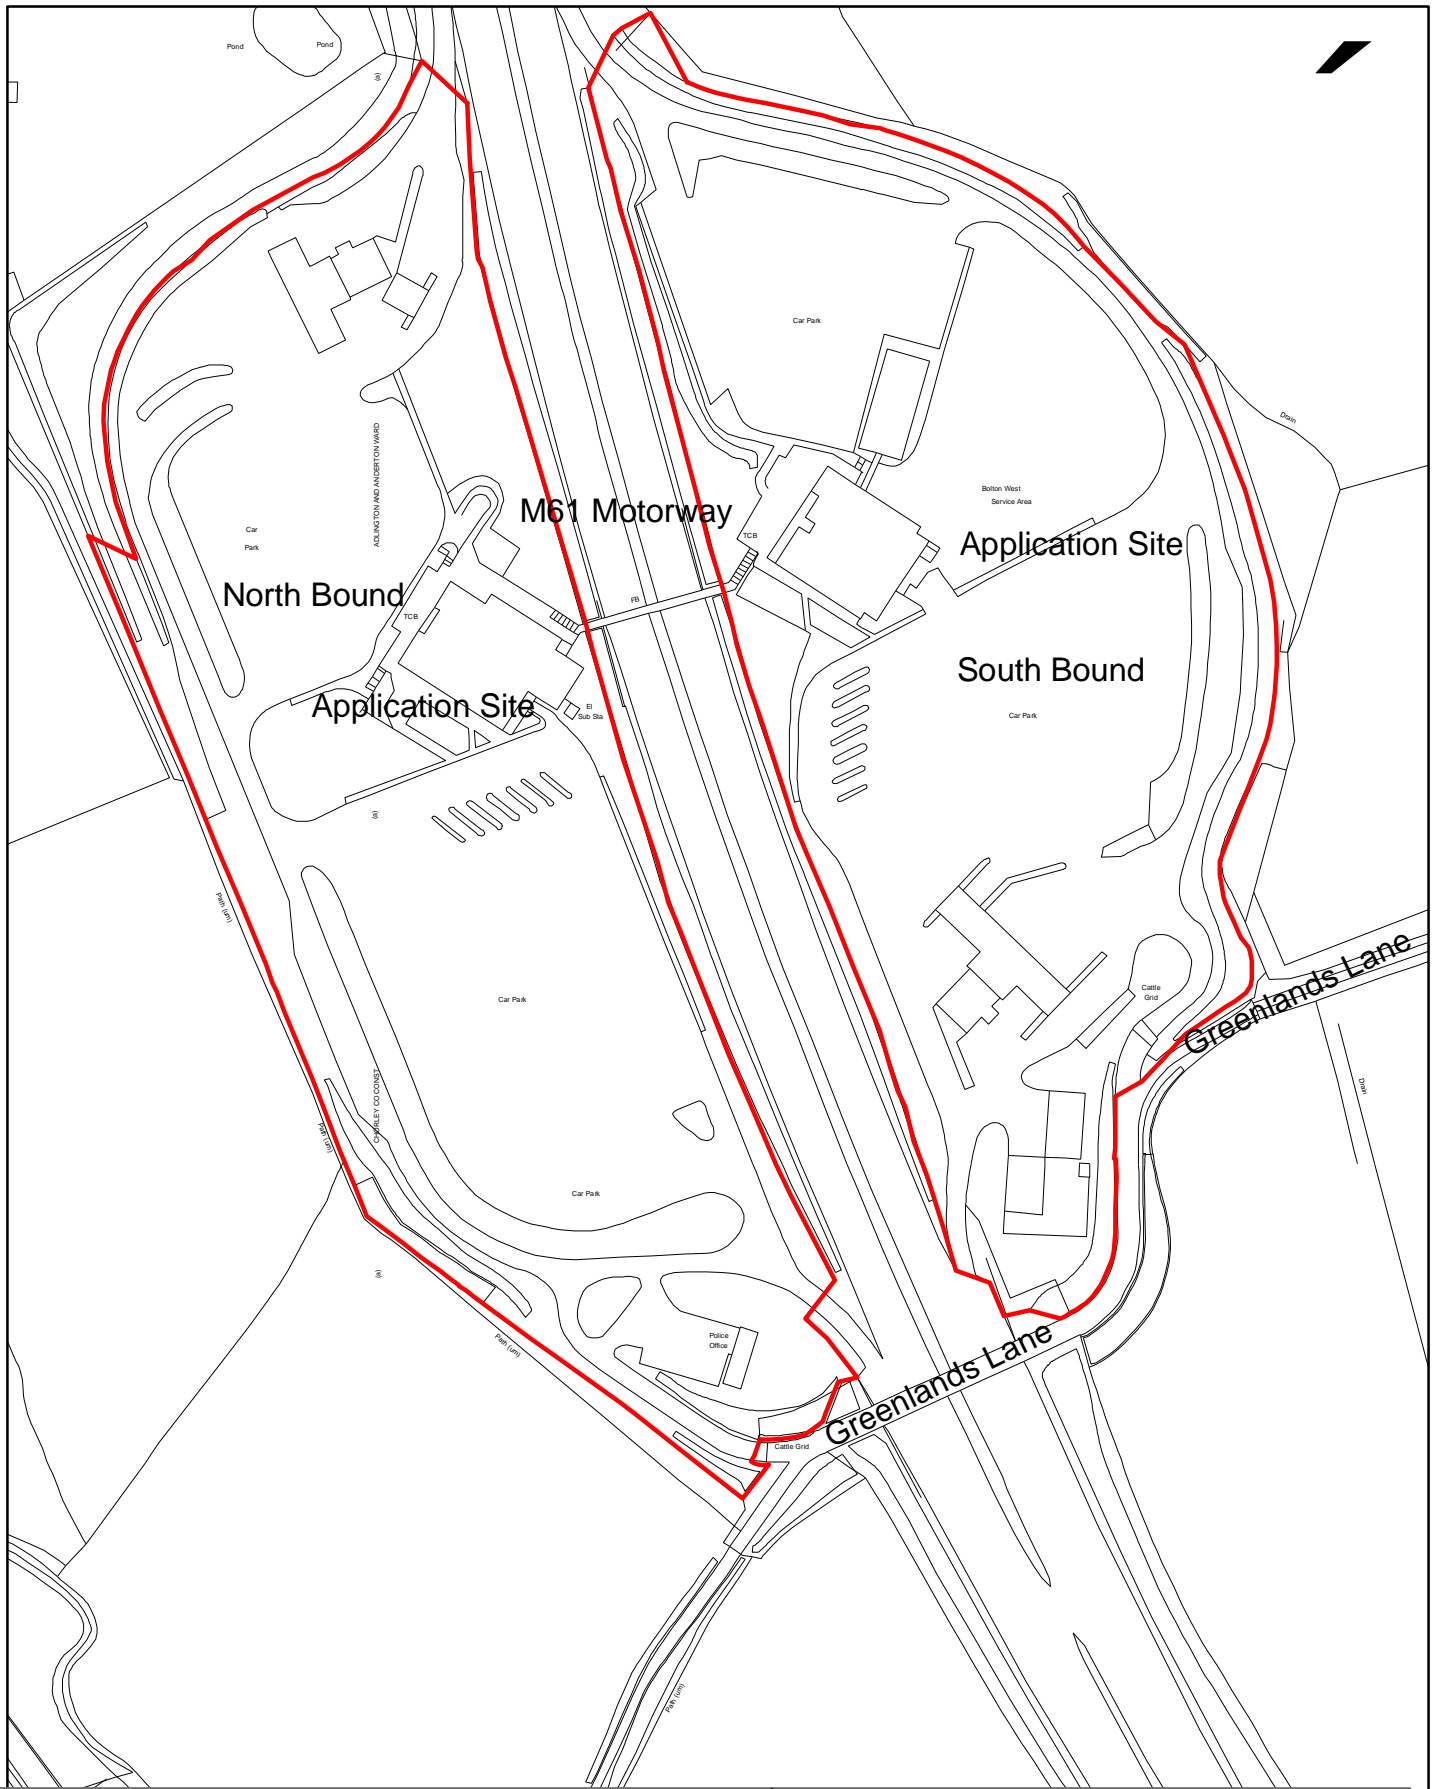 Pond
Pond
(a)
Car Park
Drain
ADLINGTON AND ANDERTON WARD
Bolton West
Service Area
M61 Motorway
Car
Park
TCB
Application Site
North Bound
FB
TCB
South Bound
Application Site
El
Sub Sta
Car Park
(a)
Path (um)
Greenlands Lane
Cattle
Grid
Car Park
Drain
CHORLEY CO CONST
Path (um)
Car Park
(a)
Police
Office
Path (um)
Greenlands Lane
Cattle Grid
Path (um)